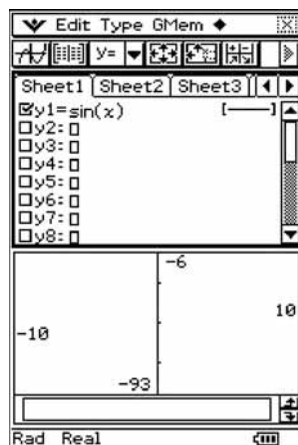 Edit Type GMem
y=
Sheet1 Sheet2 Sheet3
y1=sin(x) [—]
y2:
y3:
y4:
y5:
y6:
y7:
y8:
-6
10
-10
-93
Rad Real